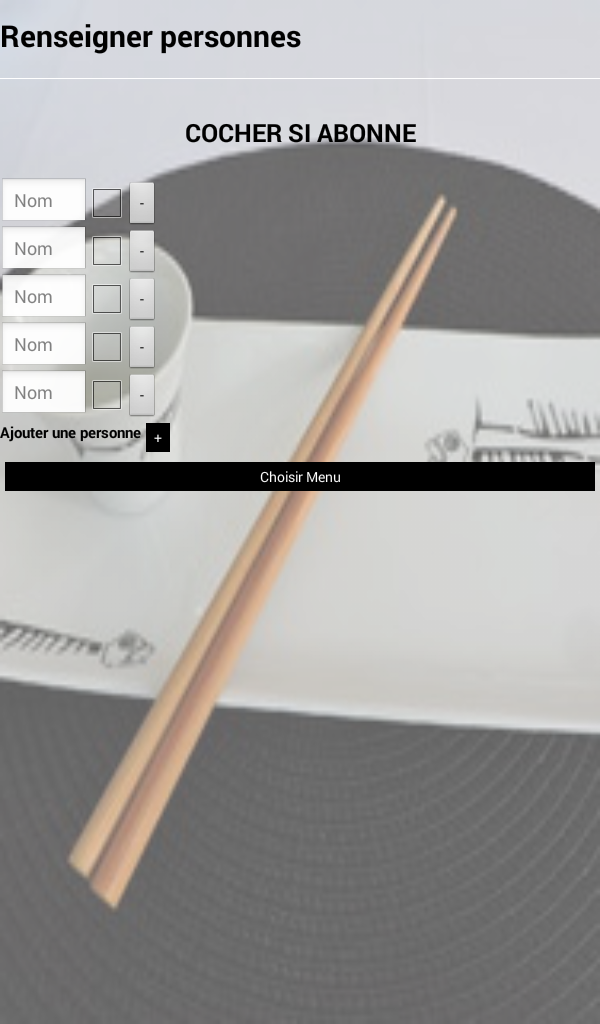 Renseigner personnes
COCHER SI ABONNE
Nom -
Nom -
Nom -
Nom -
Nom -
Ajouter une personne +
Choisir Menu